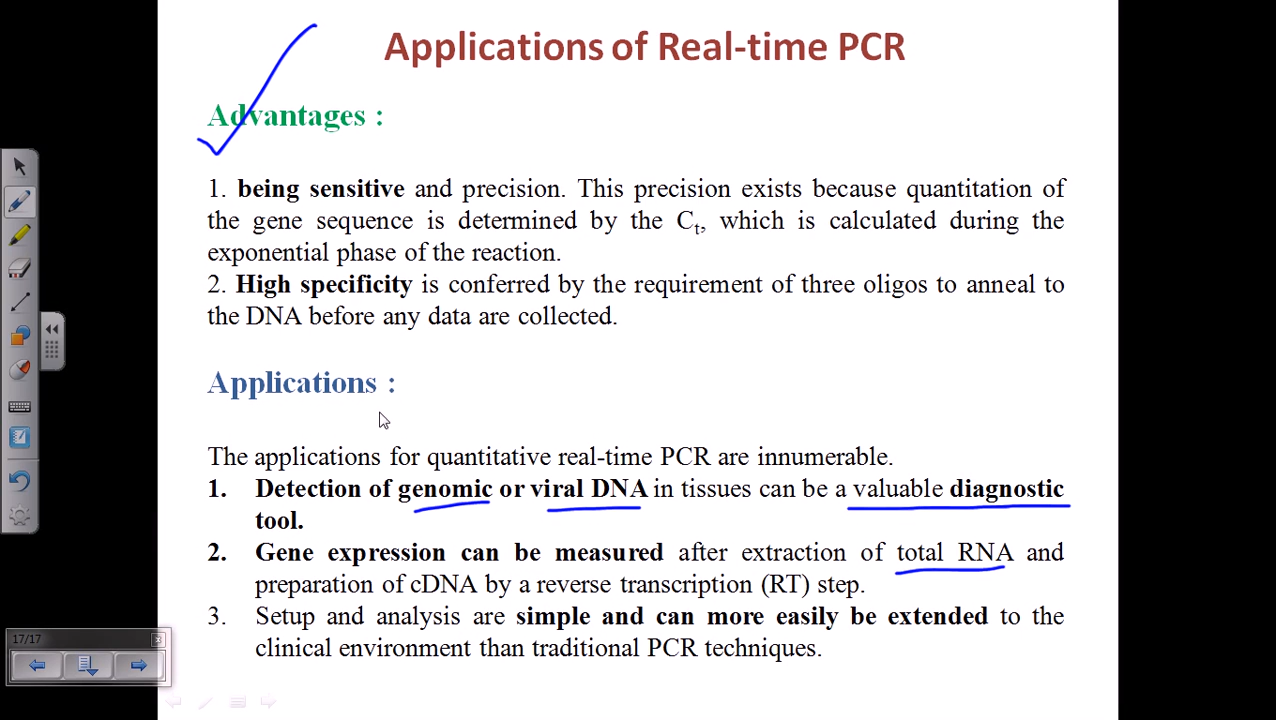 Applications of Real-time PCR
Advantages :
1. being sensitive and precision. This precision exists because quantitation of
the gene sequence is determined by the Ct, which is calculated during the
exponential phase of the reaction.
2. High specificity is conferred by the requirement of three oligos to anneal to
the DNA before any data are collected.
Applications :
The applications for quantitative real-time PCR are innumerable.
1. Detection of genomic or viral DNA in tissues can be a valuable diagnostic
tool.
2. Gene expression can be measured after extraction of total RNA and
preparation of cDNA by a reverse transcription (RT) step.
3. Setup and analysis are simple and can more easily be extended to the
clinical environment than traditional PCR techniques.
17/17